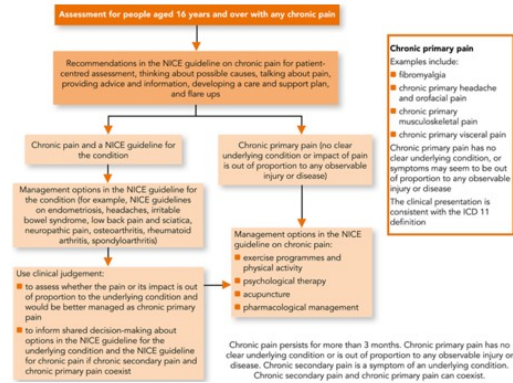 Assessment for people aged 16 years and over with any chronic pain
Recommendations in the NICE guideline on chronic pain for patient-
centred assessment, thinking about possible causes, talking about pain,
providing advice and information, developing a care and support plan,
and flare ups
Chronic pain and a NICE guideline for
the condition
Chronic primary pain (no clear
underlying condition or impact of pain
is out of proportion to any observable
injury or disease)
Management options in the NICE guideline for
the condition (for example, NICE guidelines
on endometriosis, headaches, irritable
bowel syndrome, low back pain and sciatica,
neuropathic pain, osteoarthritis, rheumatoid
arthritis, spondyloarthritis)
Management options in the NICE
guideline on chronic pain:
exercise programmes and
physical activity
psychological therapy
acupuncture
pharmacological management
Use clinical judgement:
to assess whether the pain or its impact is out
of proportion to the underlying condition and
would be better managed as chronic primary
pain
to inform shared decision-making about
options in the NICE guideline for the
underlying condition and the NICE guideline
for chronic pain if chronic secondary pain and
chronic primary pain coexist
Chronic primary pain
Examples include:
fibromyalgia
chronic primary headache
and orofacial pain
chronic primary
musculoskeletal pain
chronic primary visceral pain
Chronic primary pain has no
clear underlying condition, or
symptoms may seem to be out
of proportion to any observable
injury or disease
The clinical presentation is
consistent with the ICD 11
definition
Chronic pain persists for more than 3 months. Chronic primary pain has no
clear underlying condition or is out of proportion to any observable injury or
disease. Chronic secondary pain is a symptom of an underlying condition.
Chronic secondary pain and chronic primary pain can coexist.